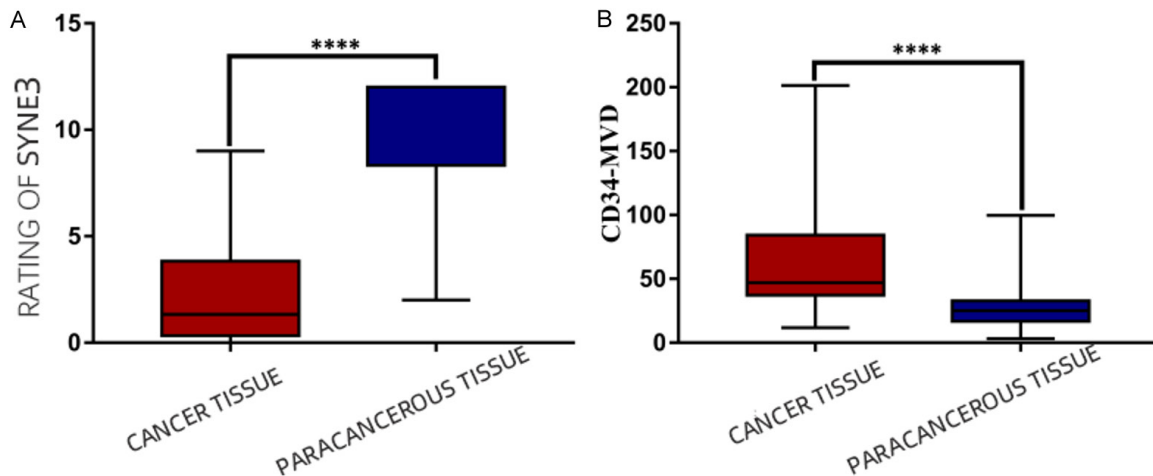 A
RATING OF SYNE3
15
10
5
0
****
CANCER TISSUE
PARACANCEROUS TISSUE
B
CD34-MVD
250
200
150
100
50
0
****
CANCER TISSUE
PARACANCEROUS TISSUE